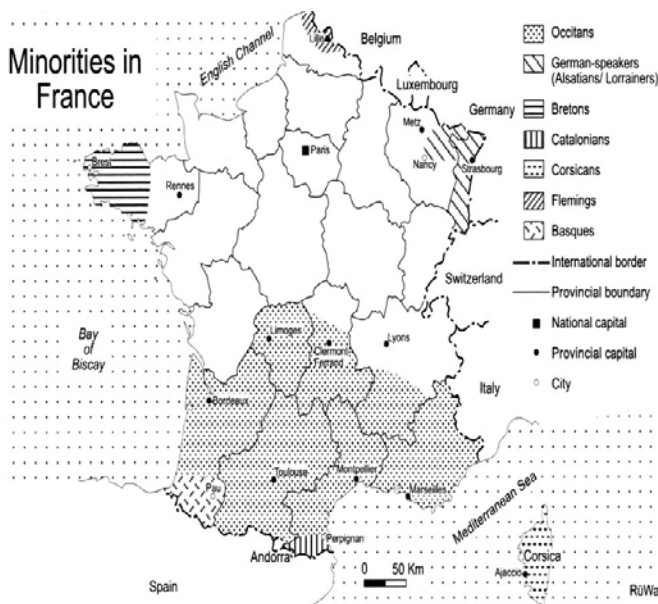 Minorities in
France
English Channel
Lille
Belgium
Luxembourg
Germany
Metz
Nancy
Strasbourg
Paris
Brest
Rennes
Switzerland
Bay
of
Biscay
Limoges
Clermont-
Ferrand
Lyons
Italy
Bordeaux
Pau
Toulouse
Montpellier
Marseilles
Mediterranean Sea
Perpignan
Andorra
Spain
50 Km
Corsica
Ajaccio
RüWa
Occitans
German-speakers
(Alsatians/ Lorrainers)
Bretons
Catalonians
Corsicans
Flemings
Basques
International border
Provincial boundary
National capital
Provincial capital
City